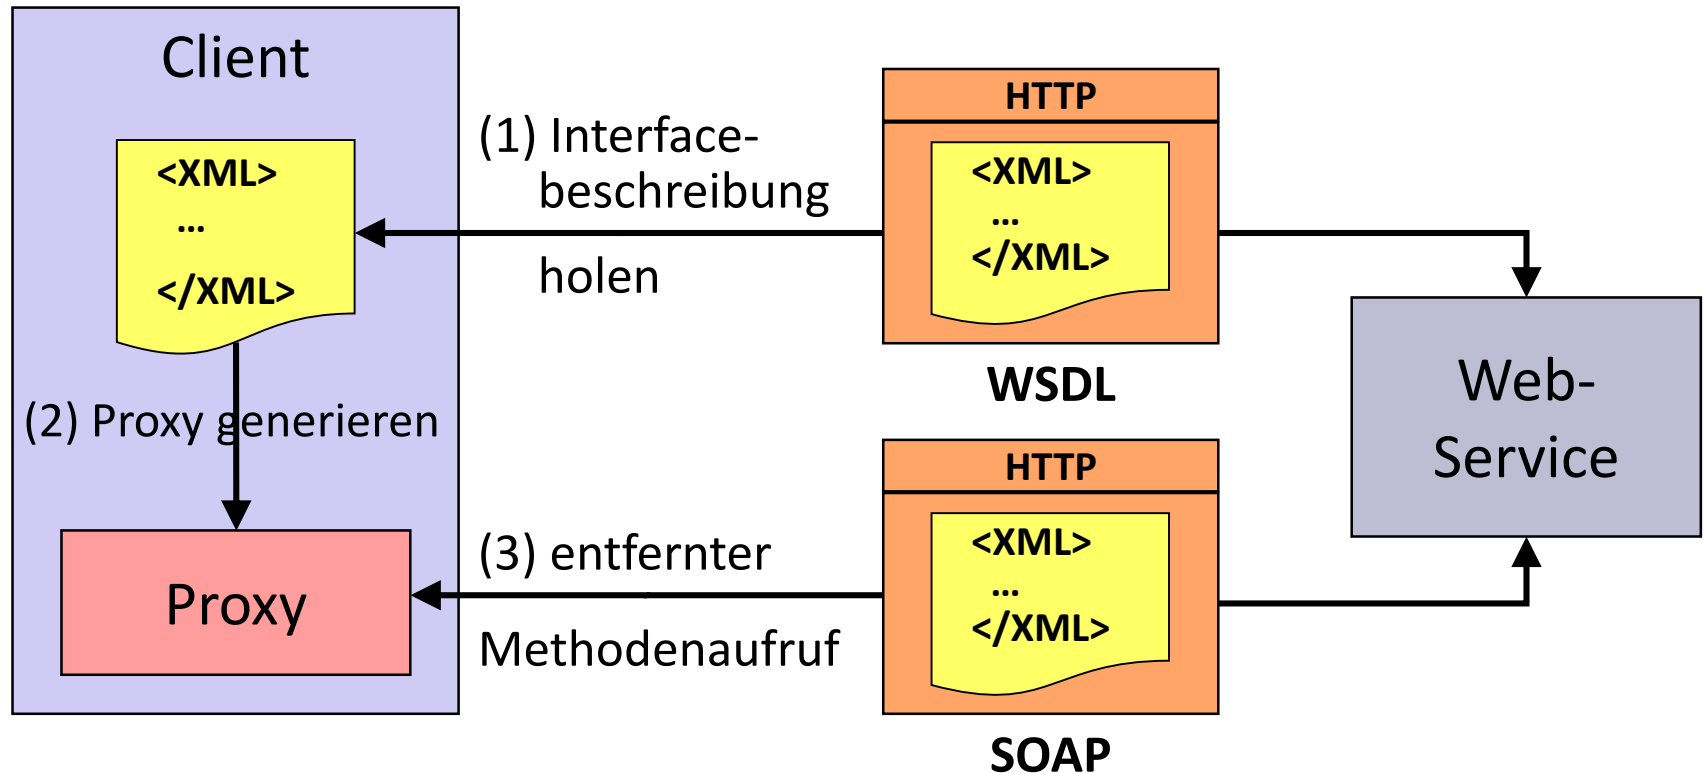 Client
<XML>
...
</XML>
(2) Proxy generieren
Proxy
(1) Interface-
beschreibung
holen
(3) entfernter
Methodenaufruf
HTTP
<XML>
...
</XML>
WSDL
HTTP
<XML>
...
</XML>
SOAP
Web-
Service